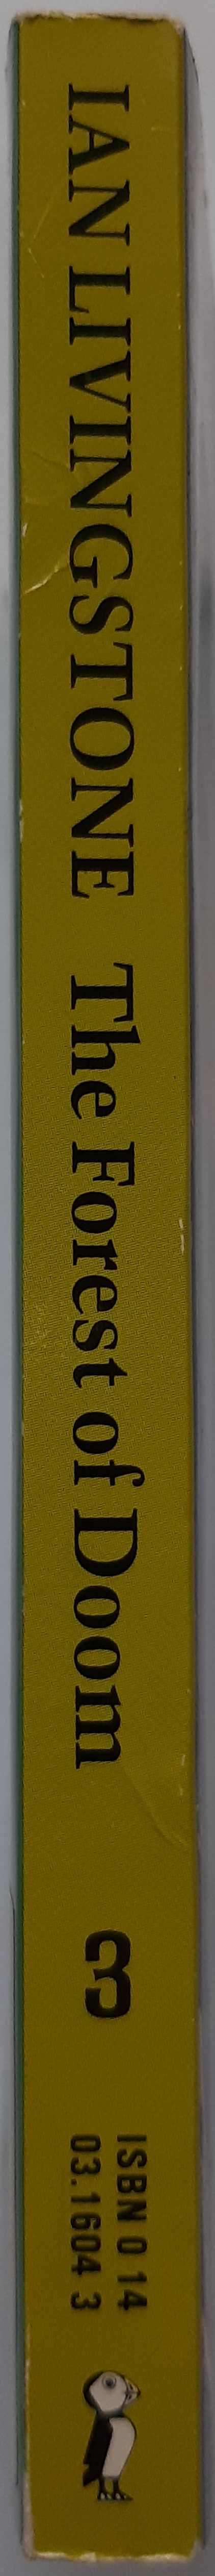 IAN LIVINGSTONE The Forest of Doom
3
ISBN 0 14
03.1604 3